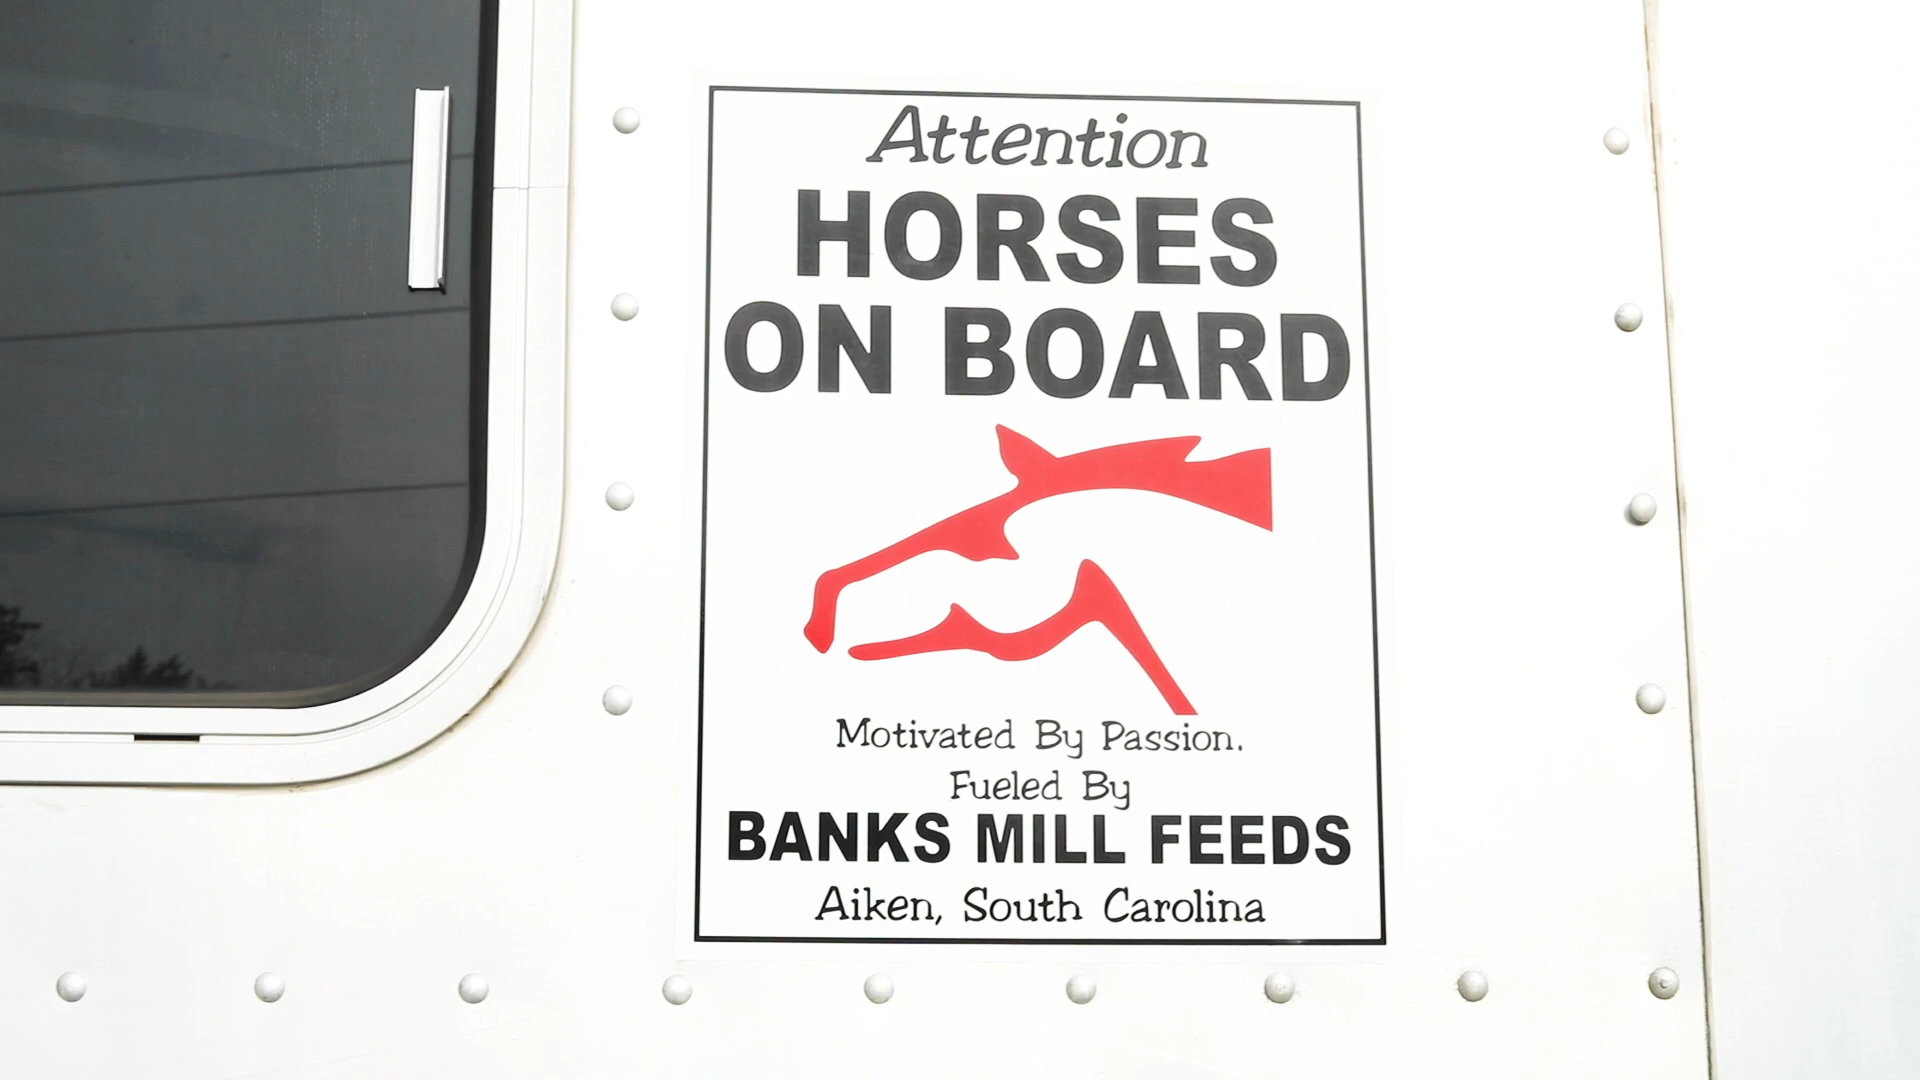 Attention
HORSES
ON BOARD
Motivated By Passion.
Fueled By
BANKS MILL FEEDS
Aiken, South Carolina